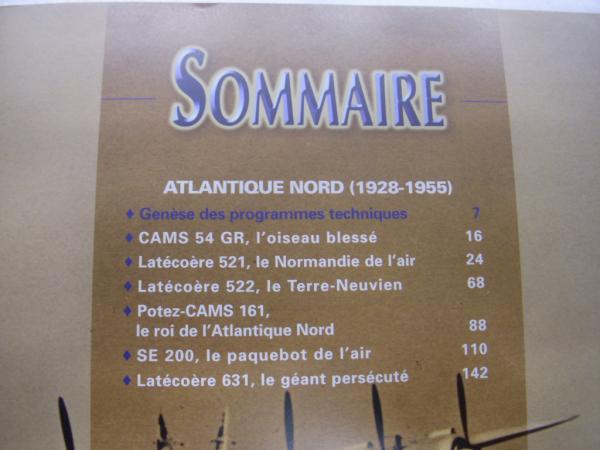 SOMMAIRE
ATLANTIQUE NORD (1928-1955)
♦ Genèse des programmes techniques 7
♦ CAMS 54 GR, l'oiseau blessé 16
♦ Latécoère 521, le Normandie de l'air 24
♦ Latécoère 522, le Terre-Neuvien 68
♦ Potez-CAMS 161,
le roi de l'Atlantique Nord 88
♦ SE 200, le paquebot de l'air 110
♦ Latécoère 631, le géant persécuté 142